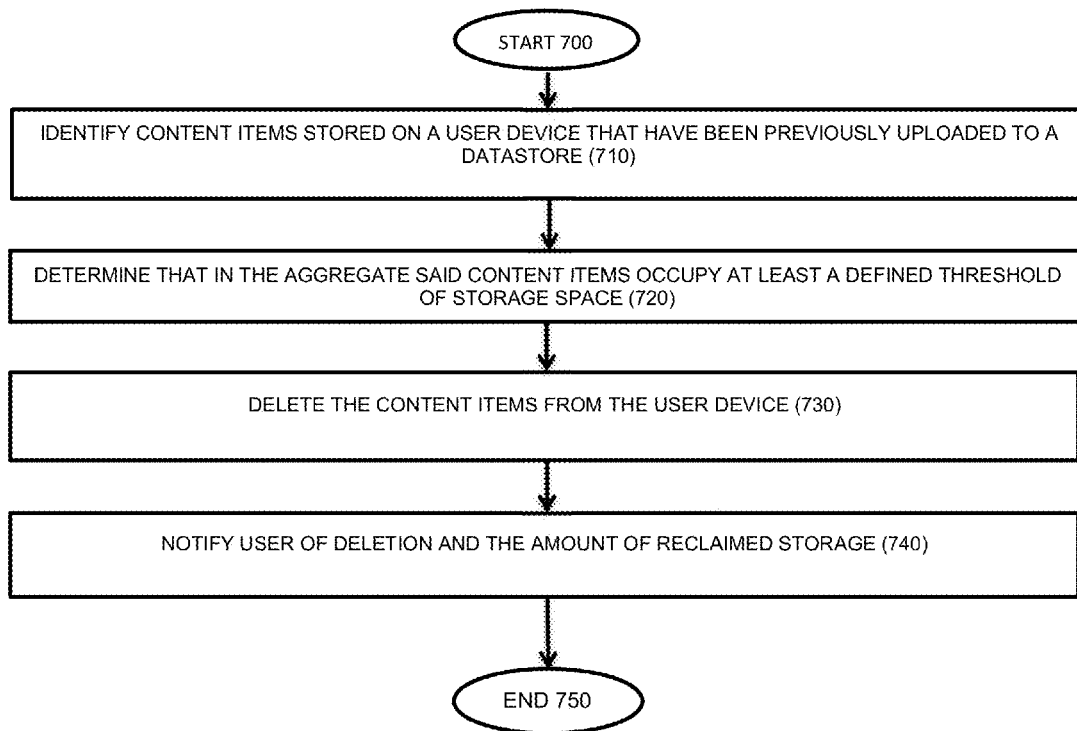 START 700
IDENTIFY CONTENT ITEMS STORED ON A USER DEVICE THAT HAVE BEEN PREVIOUSLY UPLOADED TO A
DATASTORE (710)
DETERMINE THAT IN THE AGGREGATE SAID CONTENT ITEMS OCCUPY AT LEAST A DEFINED THRESHOLD
OF STORAGE SPACE (720)
DELETE THE CONTENT ITEMS FROM THE USER DEVICE (730)
NOTIFY USER OF DELETION AND THE AMOUNT OF RECLAIMED STORAGE (740)
END 750